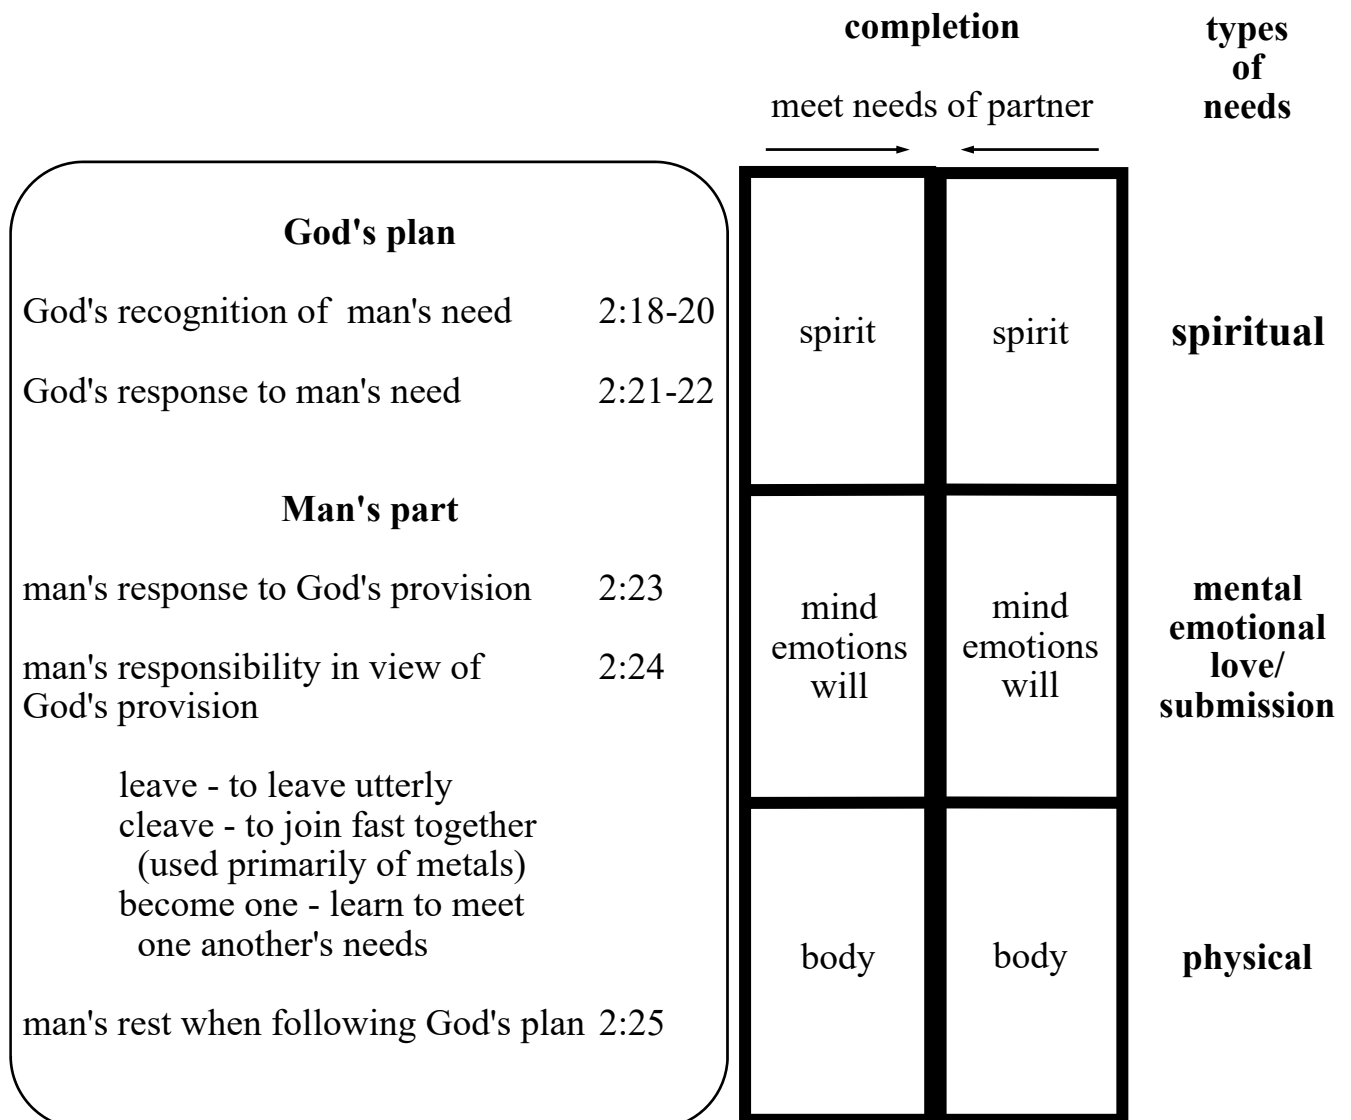 completion
meet needs of partner
types
of
needs
God's plan
God's recognition of  man's need 2:18-20
God's response to man's need 2:21-22
Man's part
man's response to God's provision 2:23
man's responsibility in view of 2:24
God's provision
leave - to leave utterly
cleave - to join fast together
(used primarily of metals)
become one - learn to meet
one another's needs
man's rest when following God's plan 2:25
spirit
spirit
spiritual
mind
emotions
will
mind
emotions
will
mental
emotional
love/
submission
body
body
physical